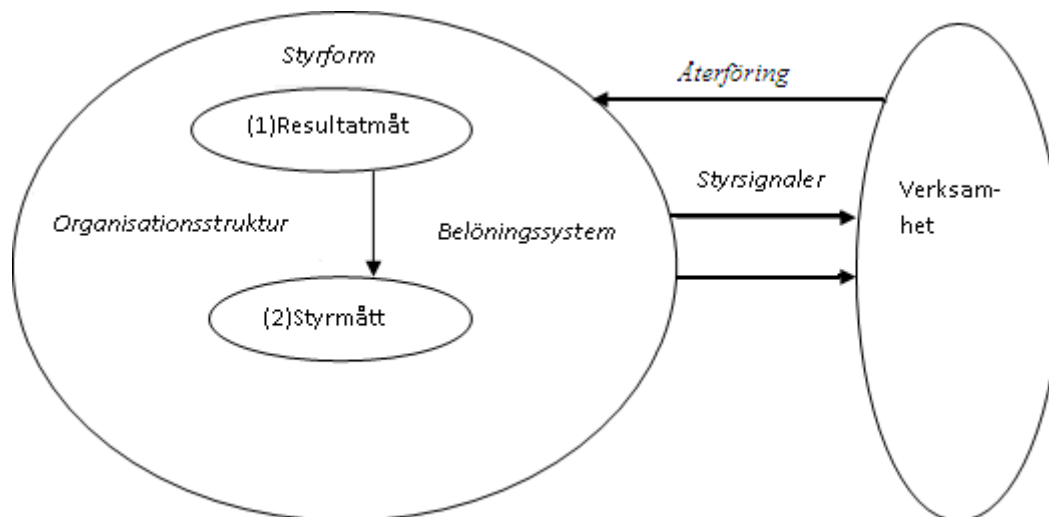 Styrform
Återföring
(1)Resultatmåt
Styrsignaler
Verksam-
het
Organisationsstruktur
Belöningssystem
(2)Styrmått